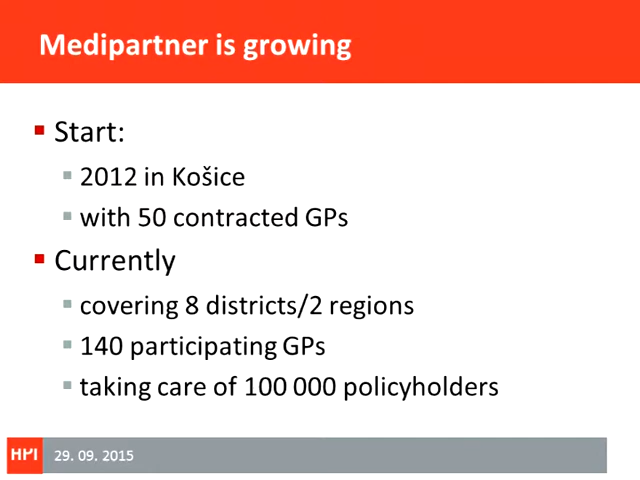 Medipartner is growing
Start:
2012 in Košice
with 50 contracted GPs
Currently
covering 8 districts/2 regions
140 participating GPs
taking care of 100 000 policyholders
HPI
29. 09. 2015